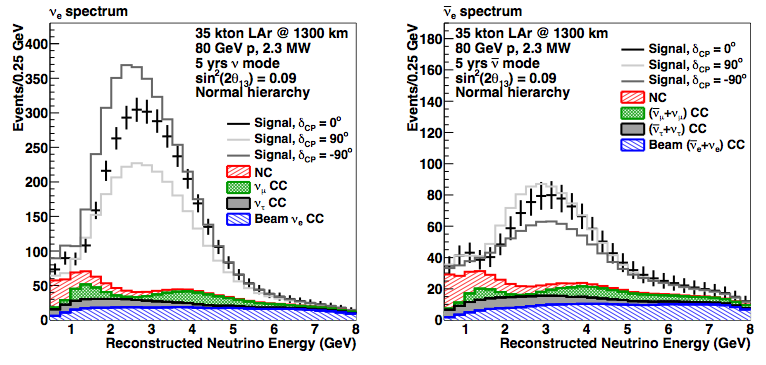 νe spectrum
Events/0.25 GeV
400
350
300
250
200
150
100
50
0
35 kton LAr @ 1300 km
80 GeV p, 2.3 MW
5 yrs ν mode
sin²(2θ13) = 0.09
Normal hierarchy
Signal, δCP = 0°
Signal, δCP = 90°
Signal, δCP = -90°
NC
νμ CC
ντ CC
Beam νe CC
1 2 3 4 5 6 7 8
Reconstructed Neutrino Energy (GeV)
ν̄e spectrum
Events/0.25 GeV
180
160
140
120
100
80
60
40
20
0
35 kton LAr @ 1300 km
80 GeV p, 2.3 MW
5 yrs ν̄ mode
sin²(2θ13) = 0.09
Normal hierarchy
Signal, δCP = 0°
Signal, δCP = 90°
Signal, δCP = -90°
NC
(ν̄μ+νμ) CC
(ν̄τ+ντ) CC
Beam (ν̄e+νe) CC
1 2 3 4 5 6 7 8
Reconstructed Neutrino Energy (GeV)